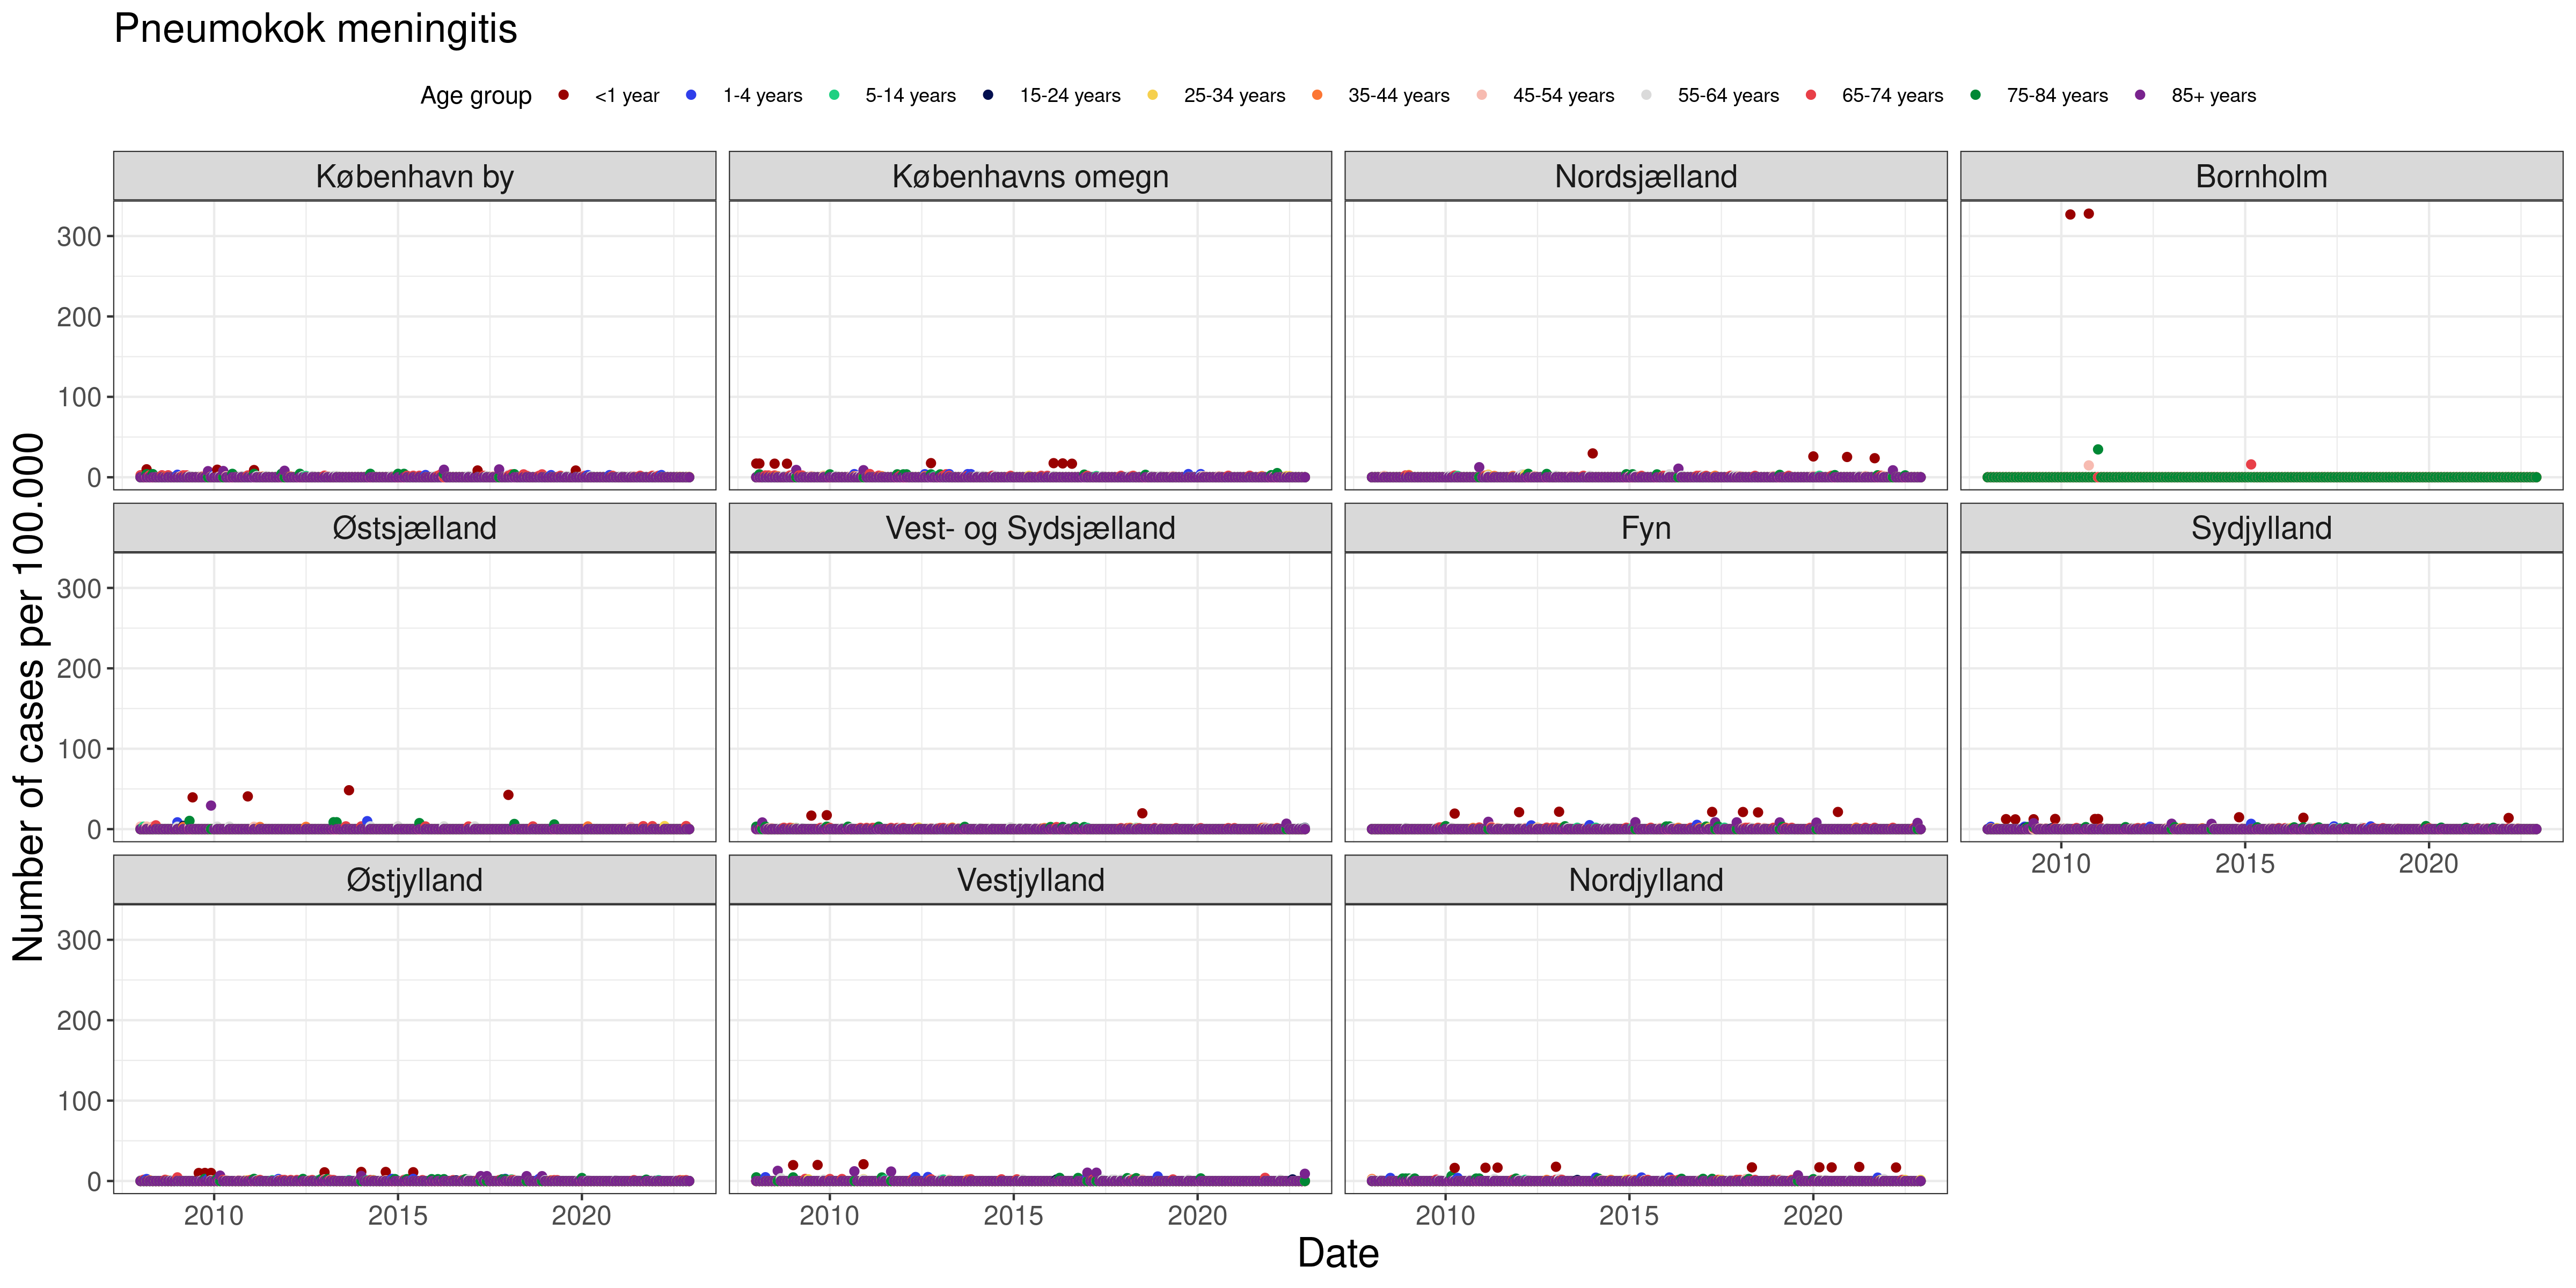 Pneumokok meningitis
Age group <1 year 1-4 years 5-14 years 15-24 years 25-34 years 35-44 years 45-54 years 55-64 years 65-74 years 75-84 years 85+ years
København by Københavns omegn Nordsjælland Bornholm
300
200
100
0
Østsjælland Vest- og Sydsjælland Fyn Sydjylland
300
200
100
0
2010 2015 2020
Østjylland Vestjylland Nordjylland
300
200
100
0
2010 2015 2020 2010 2015 2020 2010 2015 2020
Date
Number of cases per 100.000